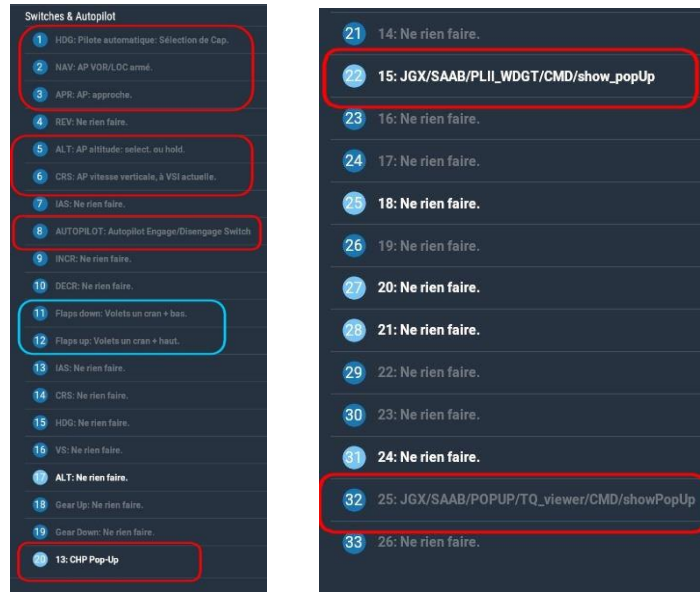 Switches & Autopilot
1 HDG: Pilote automatique: Sélection de Cap.
2 NAV: AP VOR/LOC armé.
3 APR: AP: approche.
4 REV: Ne rien faire.
5 ALT: AP altitude: select. ou hold.
6 CRS: AP vitesse verticale, à VSI actuelle.
7 IAS: Ne rien faire.
8 AUTOPILOT: Autopilot Engage/Disengage Switch
9 INCR: Ne rien faire.
10 DECR: Ne rien faire.
11 Flaps down: Volets un cran + bas.
12 Flaps up: Volets un cran + haut.
13 IAS: Ne rien faire.
14 CRS: Ne rien faire.
15 HDG: Ne rien faire.
16 VS: Ne rien faire.
17 ALT: Ne rien faire.
18 Gear Up: Ne rien faire.
19 Gear Down: Ne rien faire.
20 13: CHP Pop-Up
21 14: Ne rien faire.
22 15: JGX/SAAB/PLII_WDGT/CMD/show_popUp
23 16: Ne rien faire.
24 17: Ne rien faire.
25 18: Ne rien faire.
26 19: Ne rien faire.
27 20: Ne rien faire.
28 21: Ne rien faire.
29 22: Ne rien faire.
30 23: Ne rien faire.
31 24: Ne rien faire.
32 25: JGX/SAAB/POPUP/TQ_viewer/CMD/showPopUp
33 26: Ne rien faire.